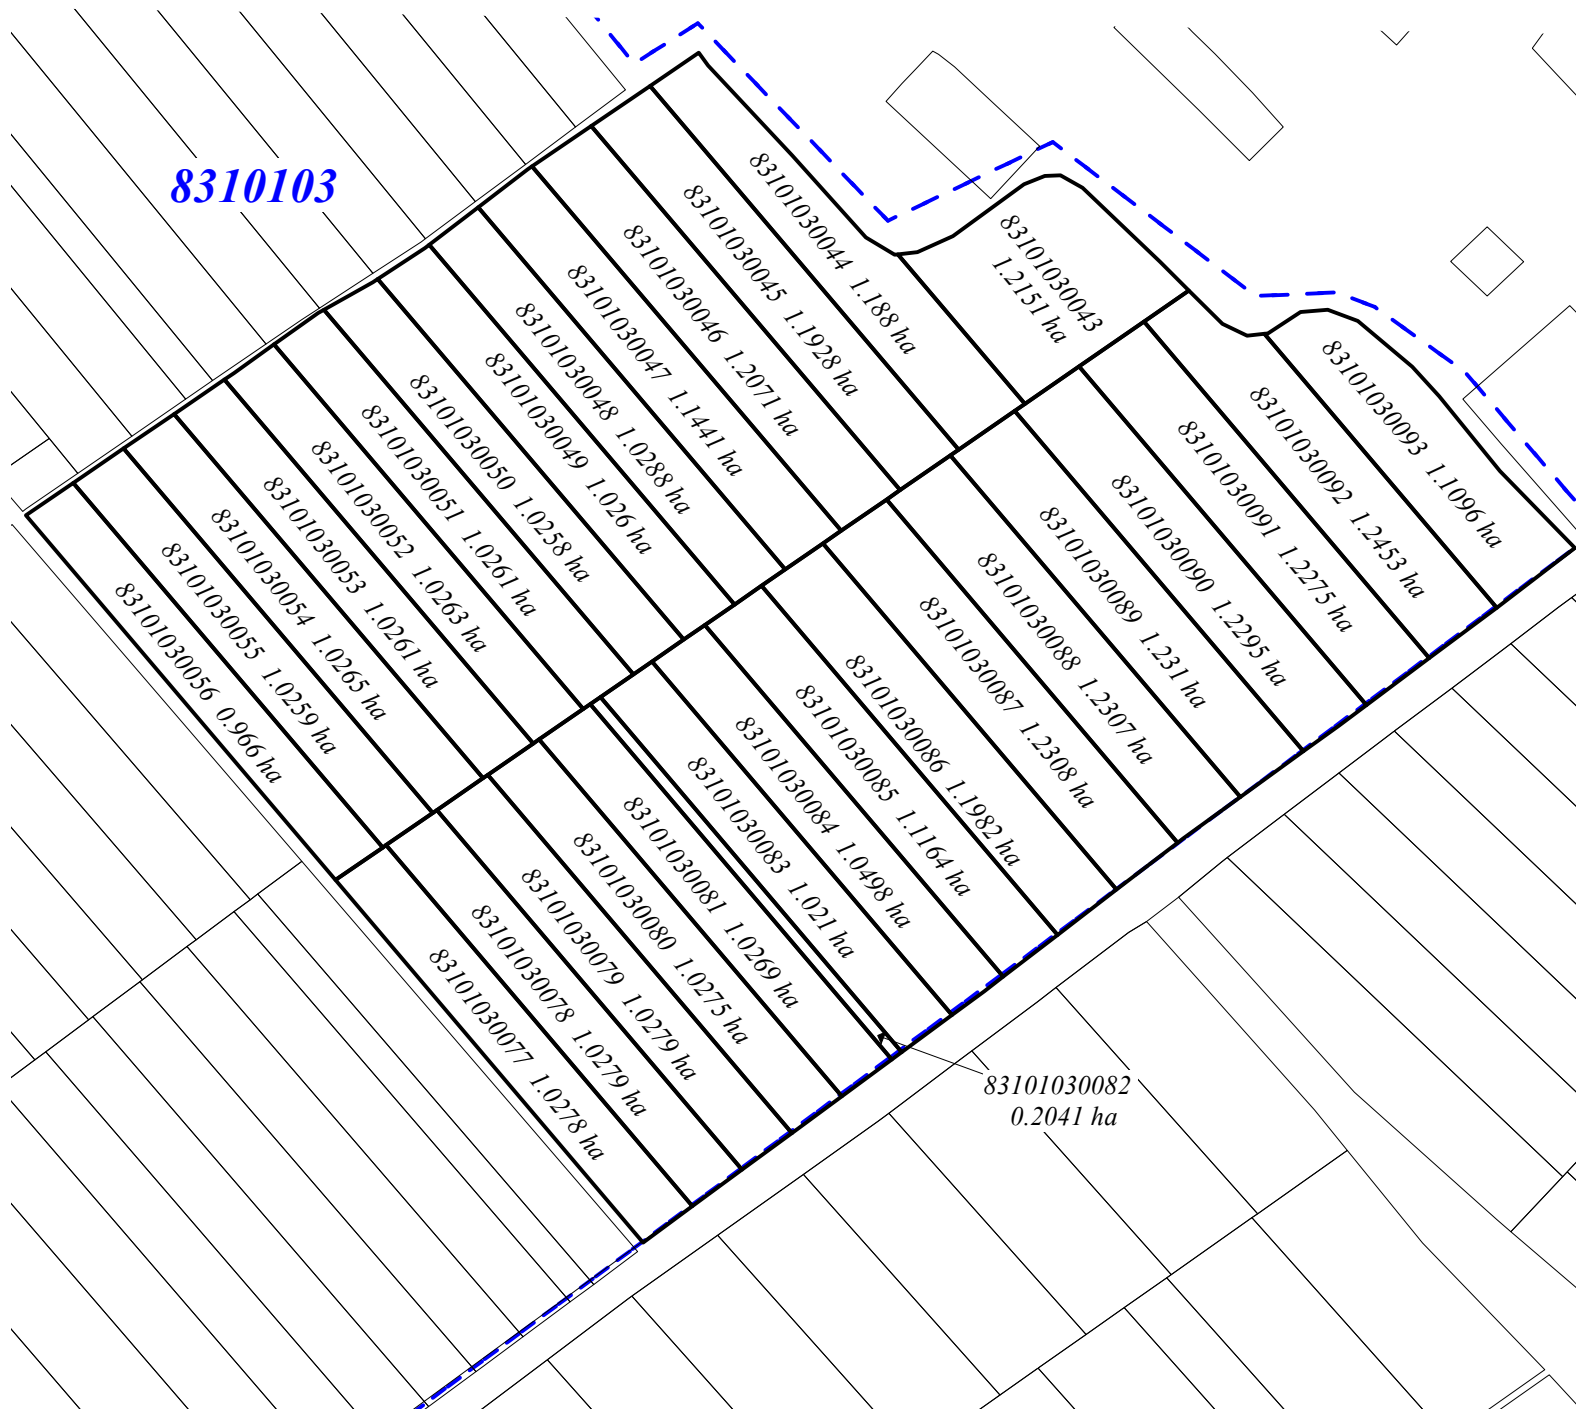 8310103
83101030044 1.188 ha
83101030043
1.2151 ha
83101030045 1.1928 ha
83101030046 1.2071 ha
83101030047 1.1441 ha
83101030048 1.0288 ha
83101030049 1.026 ha
83101030050 1.0258 ha
83101030051 1.0261 ha
83101030052 1.0263 ha
83101030053 1.0261 ha
83101030054 1.0265 ha
83101030055 1.0259 ha
83101030056 0.966 ha
83101030093 1.1096 ha
83101030092 1.2453 ha
83101030091 1.2275 ha
83101030090 1.2295 ha
83101030089 1.231 ha
83101030088 1.2307 ha
83101030087 1.2308 ha
83101030086 1.1982 ha
83101030085 1.1164 ha
83101030084 1.0498 ha
83101030083 1.021 ha
83101030081 1.0269 ha
83101030080 1.0275 ha
83101030079 1.0279 ha
83101030078 1.0279 ha
83101030077 1.0278 ha
83101030082
0.2041 ha